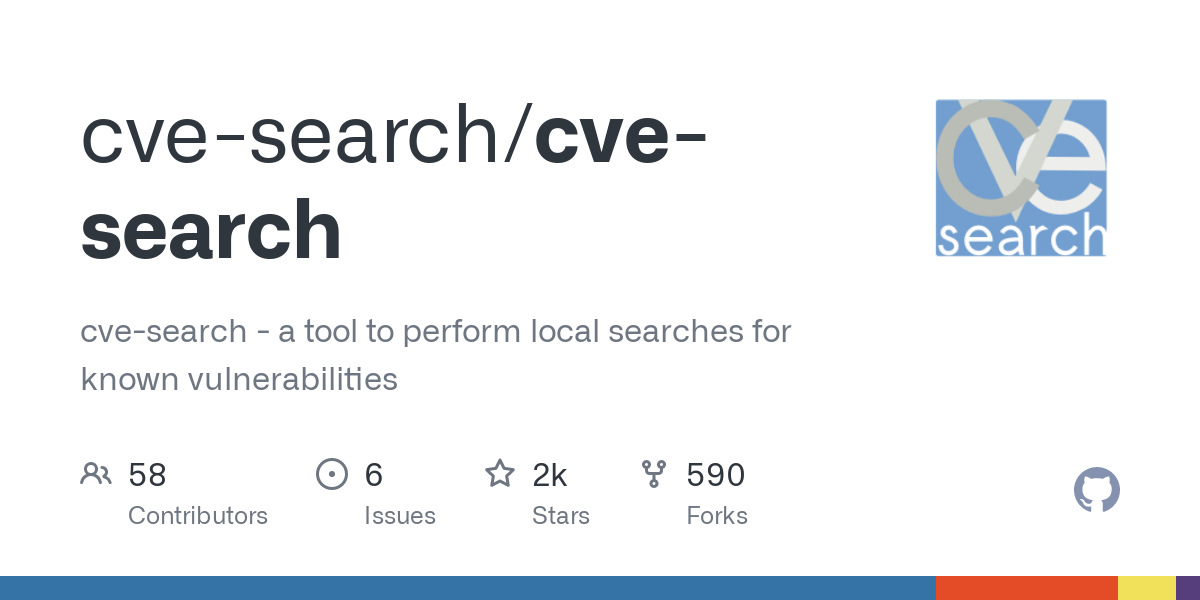 cve-search/cve-
search
cve search
cve-search - a tool to perform local searches for
known vulnerabilities
58
Contributors
6
Issues
2k
Stars
590
Forks